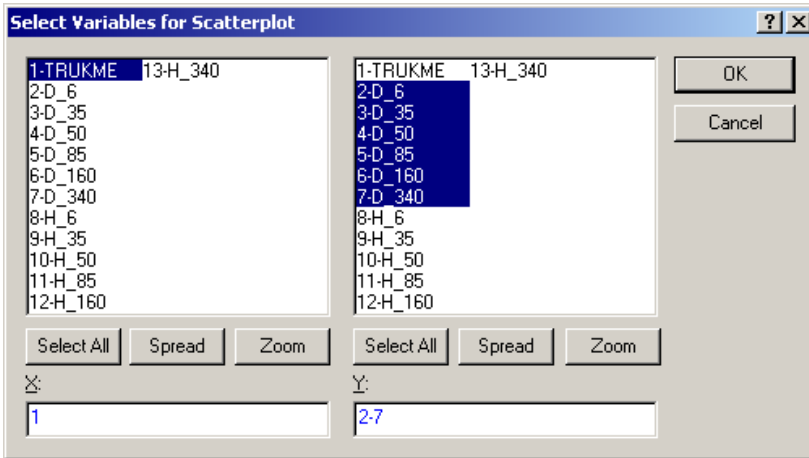 Select Variables for Scatterplot
1-TRUKME 13-H_340
2-D_6
3-D_35
4-D_50
5-D_85
6-D_160
7-D_340
8-H_6
9-H_35
10-H_50
11-H_85
12-H_160
Select All Spread Zoom
X:
1
1-TRUKME 13-H_340
2-D_6
3-D_35
4-D_50
5-D_85
6-D_160
7-D_340
8-H_6
9-H_35
10-H_50
11-H_85
12-H_160
Select All Spread Zoom
Y:
2-7
OK
Cancel